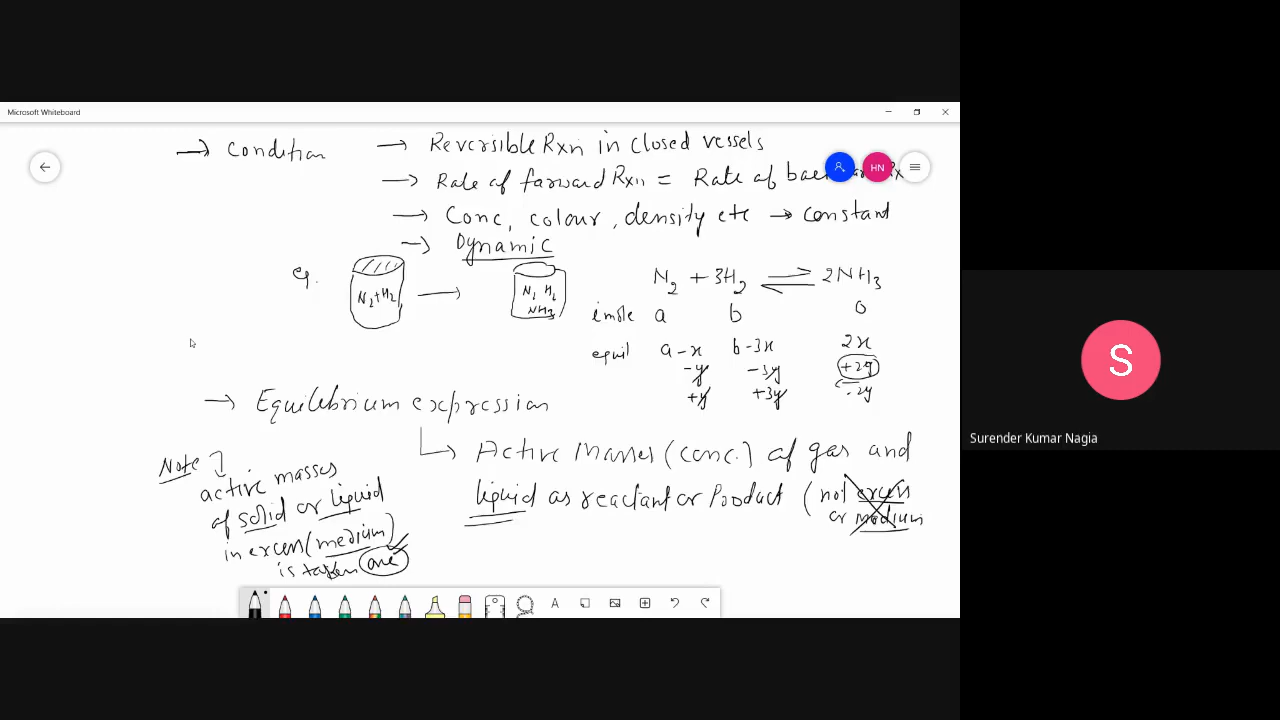 Microsoft Whiteboard
→ Condition → Reversible Rxn in closed vessels
→ Rate of forward Rxn = Rate of
HN
→ Conc, colour, density etc → constant
→ Dynamic
eg.
N2+H2 →
N2 H2
NH3
N2 + 3H2 ⇌ 2NH3
a b 0
equil a-x b-3x 2x
-y -3y +2y
+y +3y -2y
→ Equilibrium expression
→ Active Masses (conc.) of gas and
liquid as reactant or Product (not excess
or medium
Note
active masses
of solid or liquid
in excess (medium)
is taken one
A
S
Surender Kumar Nagia